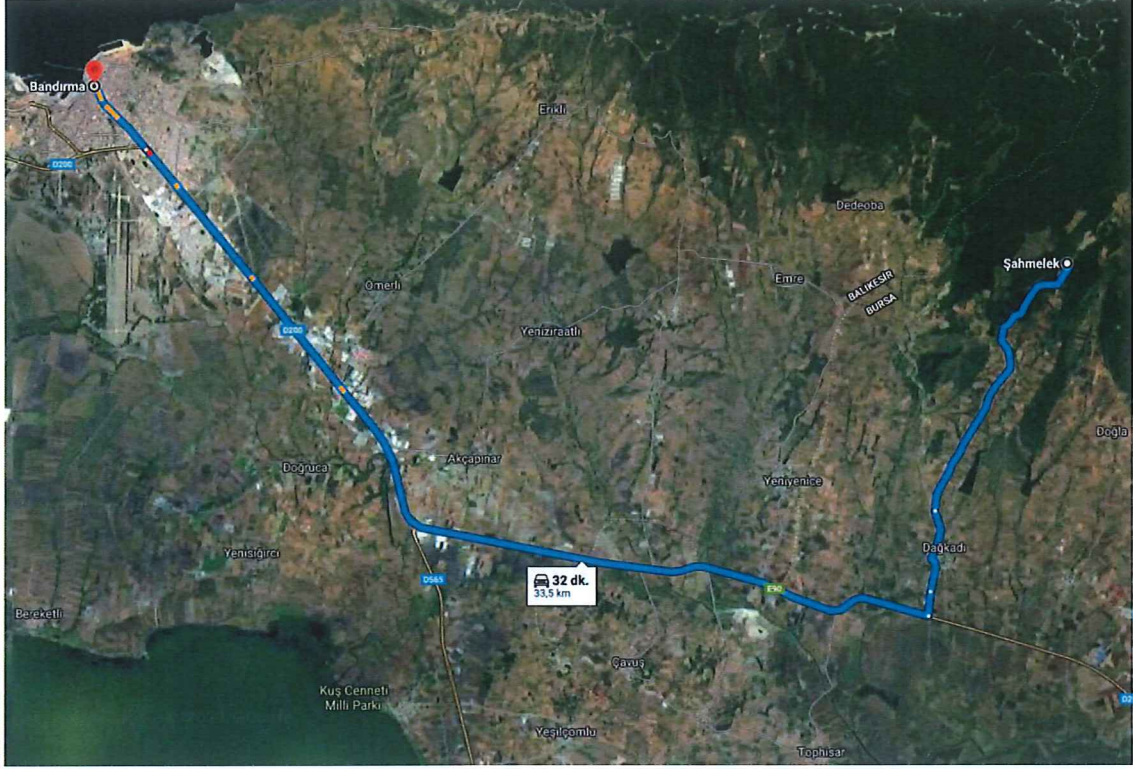 Bandırma
Erikli
D200
Dedeoba
Şahmelek
Emre
BALIKESİR
BURSA
Ömerli
D200
Yeniziraatlı
Doğla
Akçapınar
Doğruca
Yeniyenice
Dağkadı
Yenisığırcı
D565
32 dk.
33,5 km
E90
Bereketli
Çavuş
Kuş Cenneti
Milli Parkı
D2
Yeşilçomlu
Tophisar